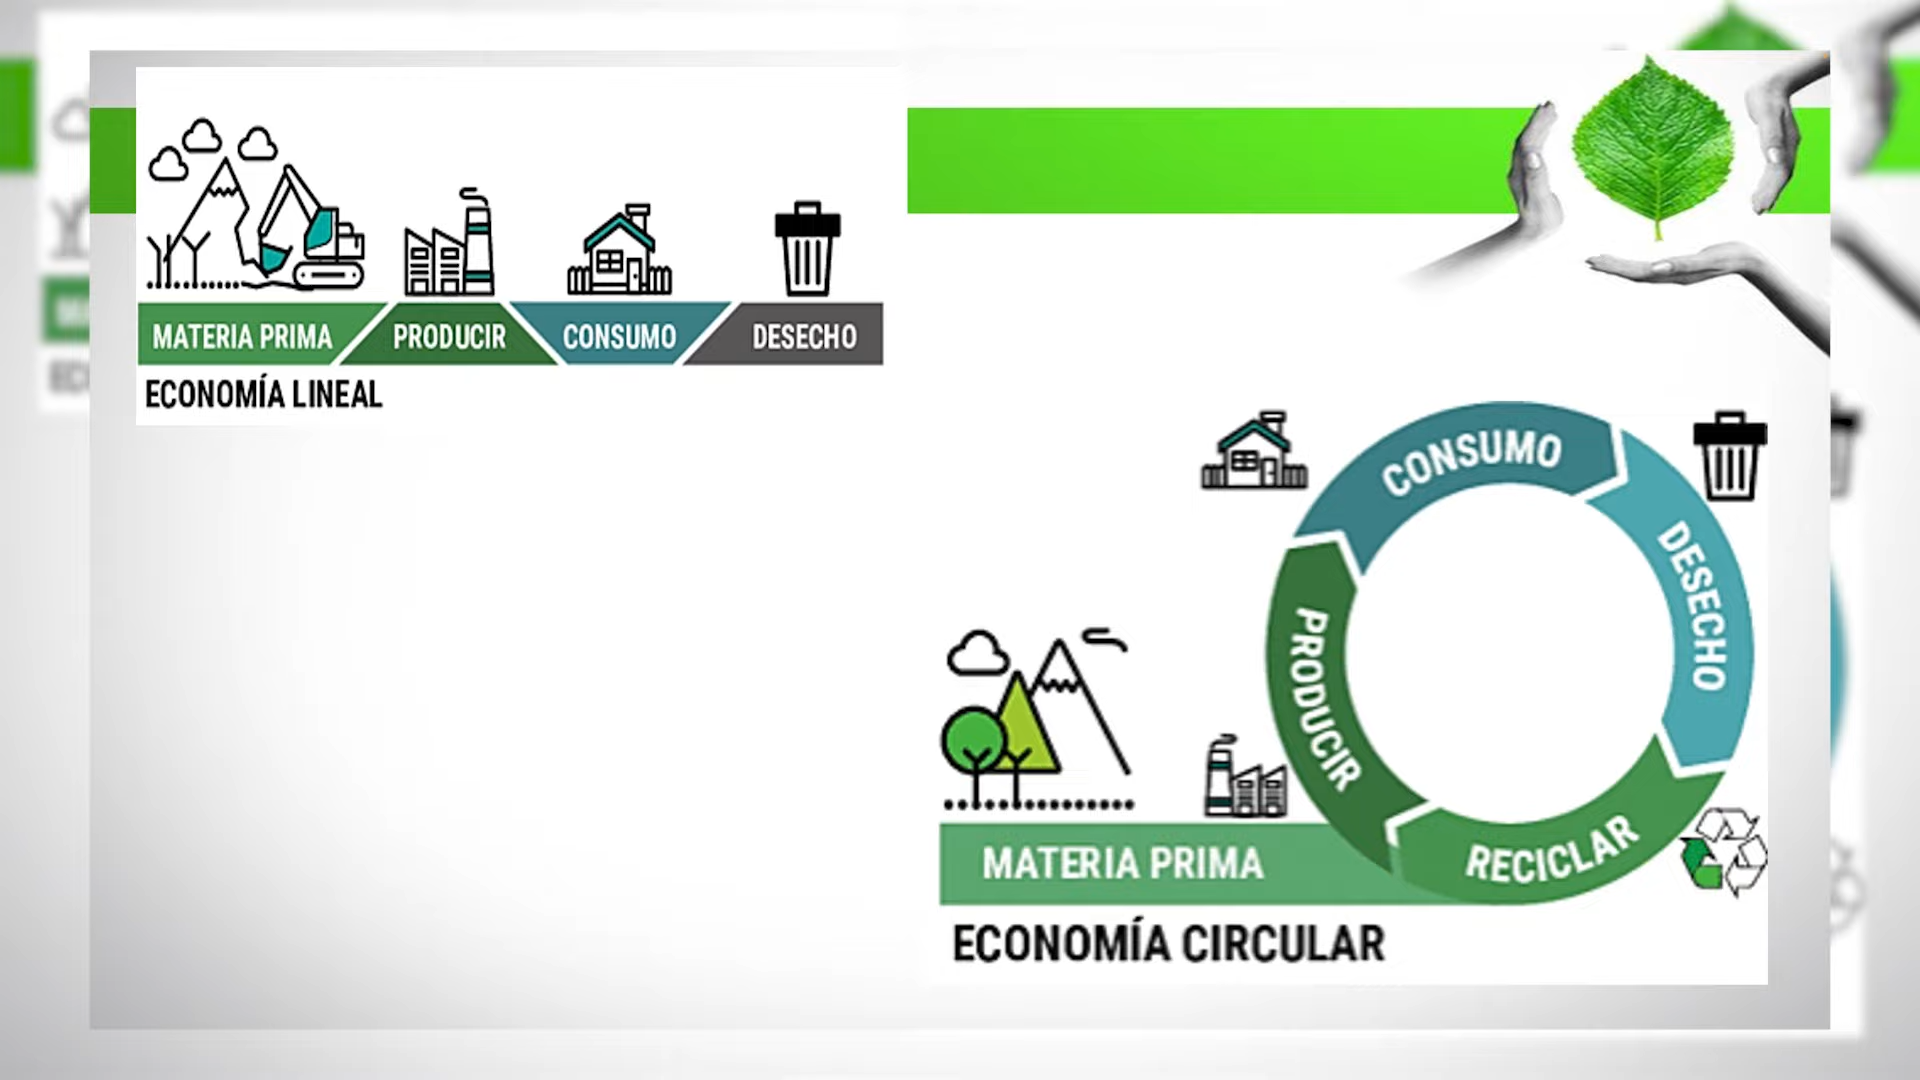 MATERIA PRIMA
PRODUCIR
CONSUMO
DESECHO
ECONOMÍA LINEAL
CONSUMO
DESECHO
PRODUCIR
RECICLAR
MATERIA PRIMA
ECONOMÍA CIRCULAR